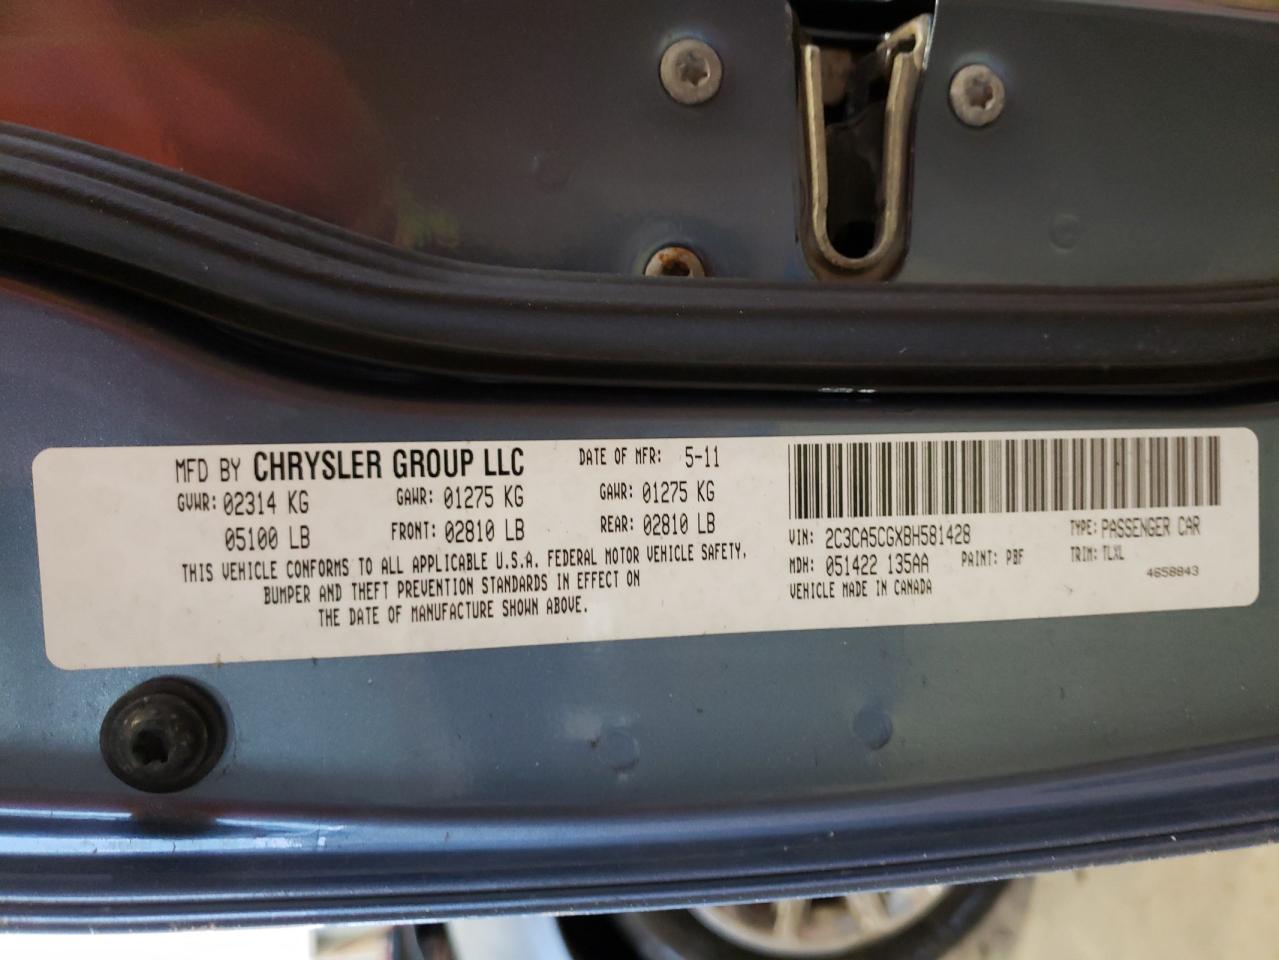 MFD BY CHRYSLER GROUP LLC DATE OF MFR: 5-11
GVWR: 02314 KG GAWR: 01275 KG GAWR: 01275 KG
05100 LB FRONT: 02810 LB REAR: 02810 LB
THIS VEHICLE CONFORMS TO ALL APPLICABLE U.S.A. FEDERAL MOTOR VEHICLE SAFETY,
BUMPER AND THEFT PREVENTION STANDARDS IN EFFECT ON
THE DATE OF MANUFACTURE SHOWN ABOVE.
VIN: 2C3CA5CGXBH581428 TYPE: PASSENGER CAR
MDH: 051422 135AA PAINT: PBF TRIM: TLXL
VEHICLE MADE IN CANADA 4658843